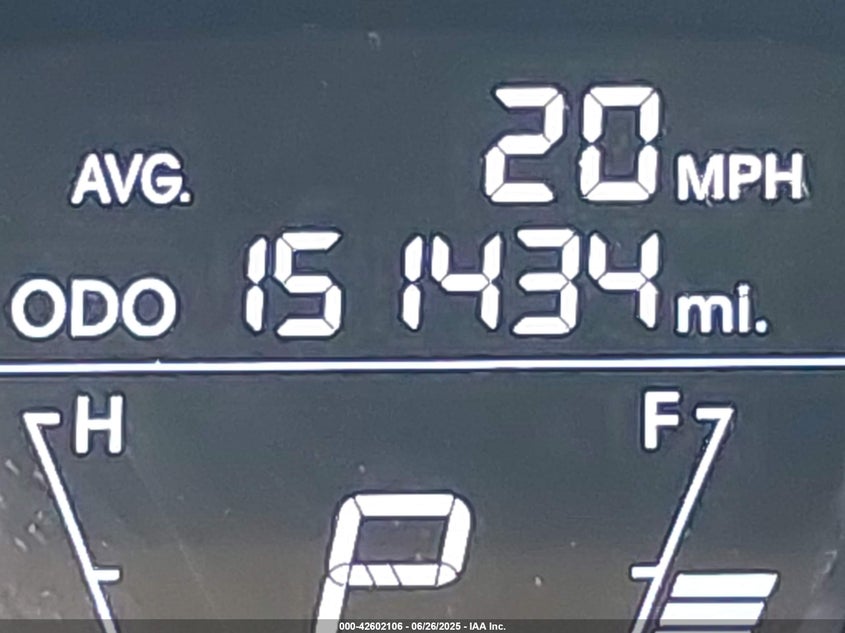 AVG. 20 MPH
ODO 151434 mi.
H F
P
000-42602106 - 06/26/2025 - IAA Inc.